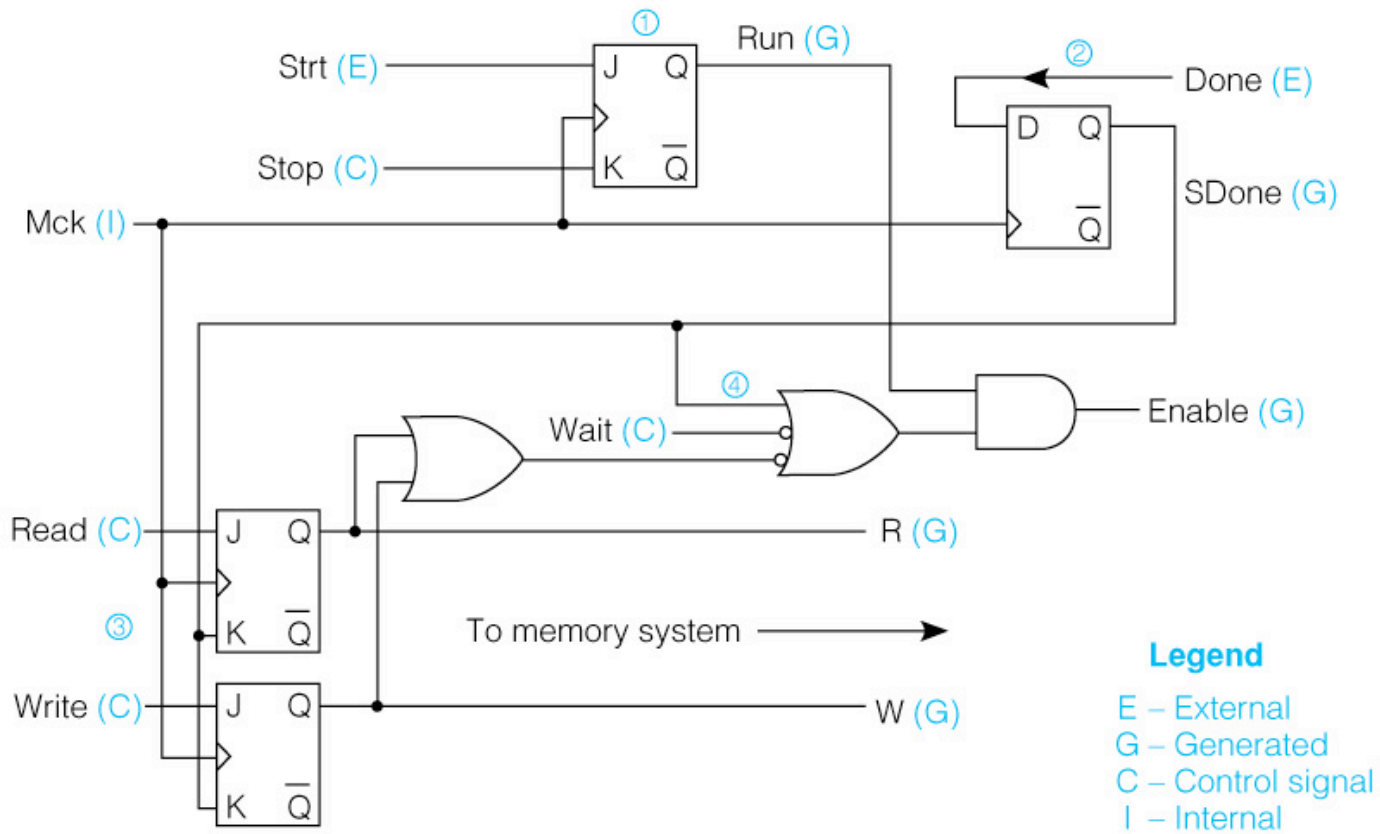 ①
Run (G)
Strt (E)
J Q
②
Done (E)
D Q
Stop (C)
K Q̅
SDone (G)
Mck (I)
Q̅
④
Wait (C)
Enable (G)
Read (C)
J Q
R (G)
③
K Q̅
To memory system
Write (C)
J Q
W (G)
K Q̅
Legend
E – External
G – Generated
C – Control signal
I – Internal